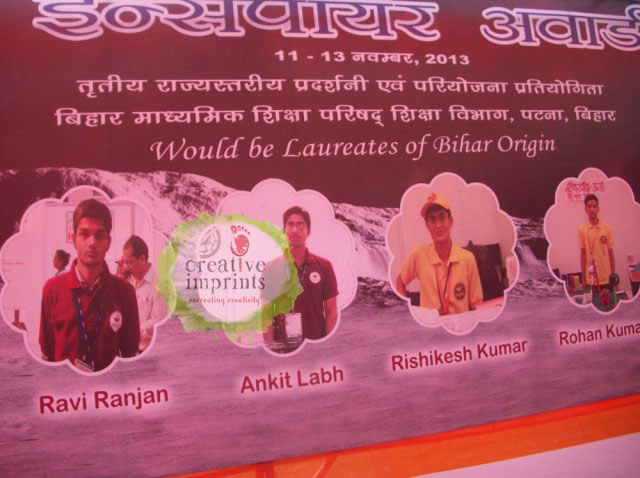 इन्सपायर अवार्ड
11 - 13 नवम्बर, 2013
तृतीय राज्यस्तरीय प्रदर्शनी एवं परियोजना प्रतियोगिता
बिहार माध्यमिक शिक्षा परिषद् शिक्षा विभाग, पटना, बिहार
Would be Laureates of Bihar Origin
creative
imprints
recreating creativity
Ravi Ranjan
Ankit Labh
Rishikesh Kumar
Rohan Kuma